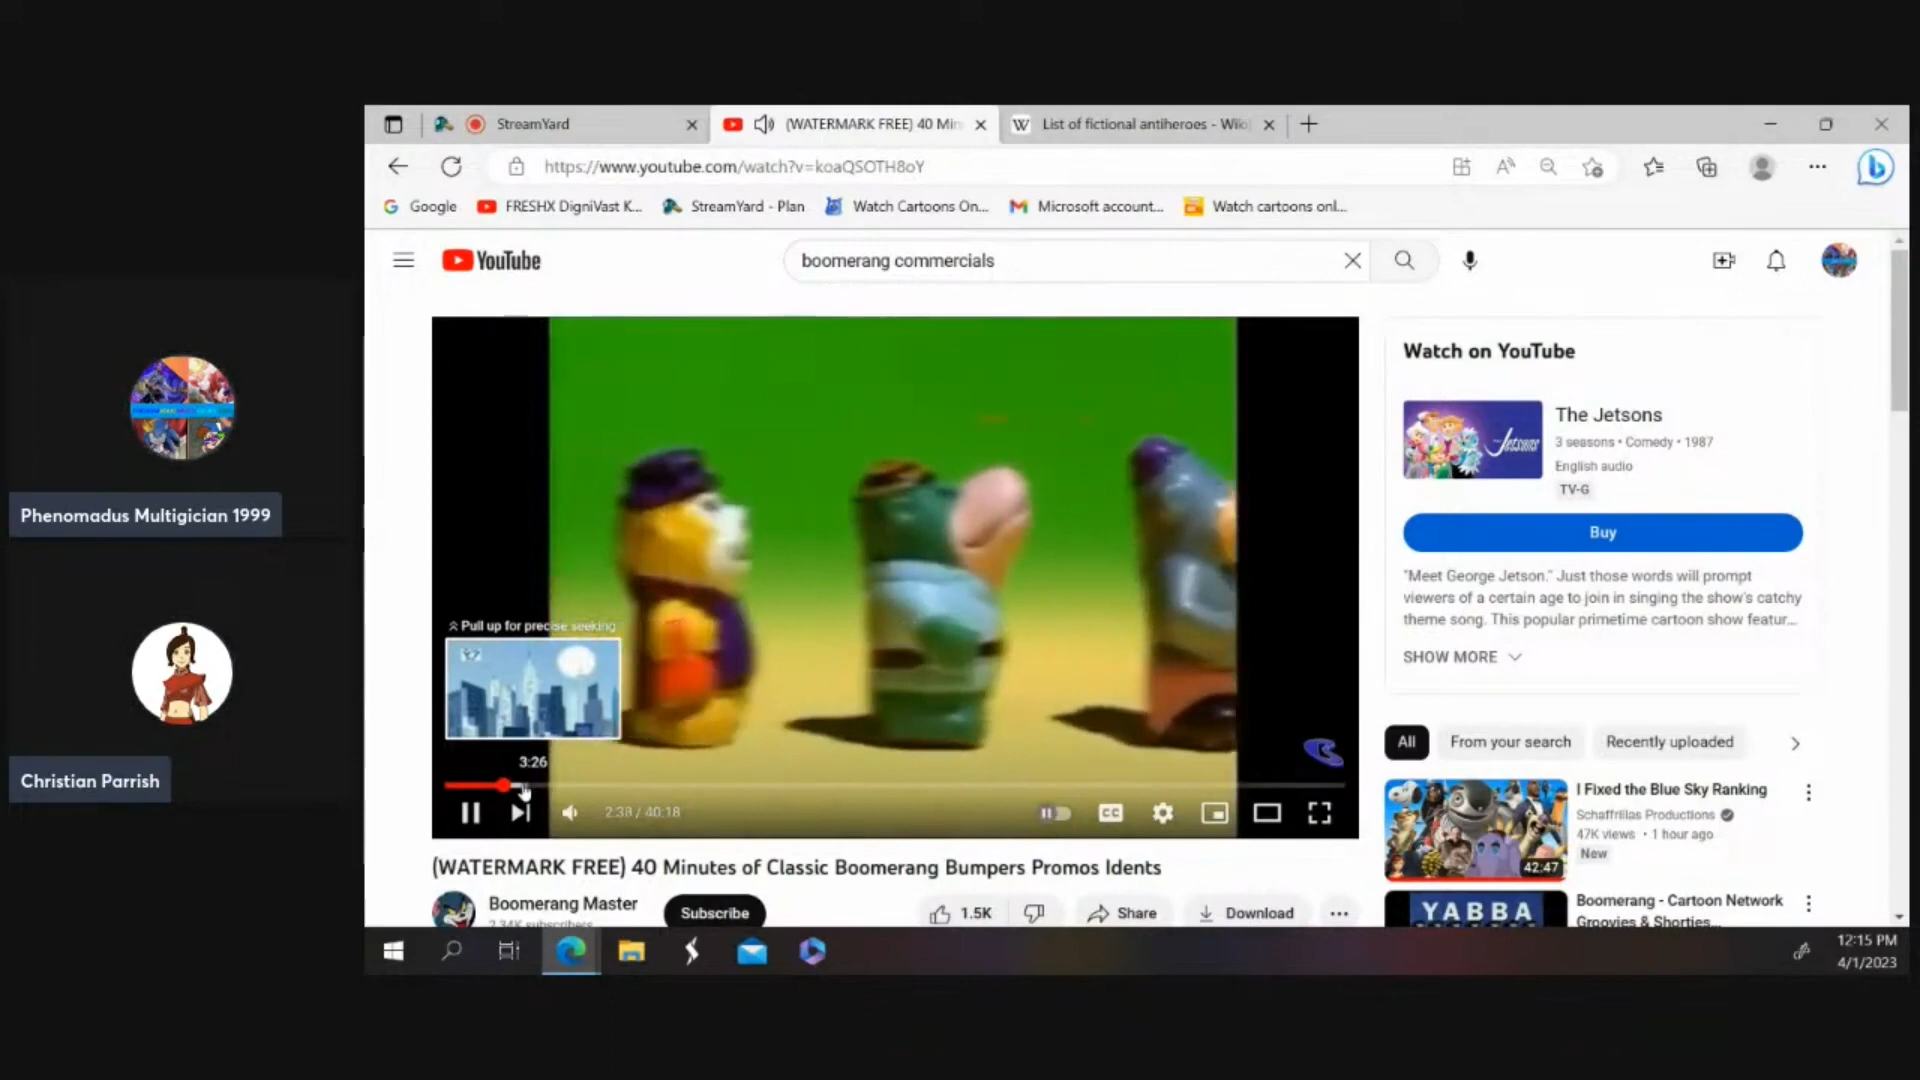 StreamYard
(WATERMARK FREE) 40 Min
List of fictional antiheroes - Wiki
https://www.youtube.com/watch?v=koaQSOTH8oY
Google
FRESHX DigniVast K...
StreamYard - Plan
Watch Cartoons On...
Microsoft account...
Watch cartoons onl...
YouTube
boomerang commercials
Phenomadus Multigician 1999
Christian Parrish
Pull up for precise seeking
3:26
2:38 / 40:18
CC
(WATERMARK FREE) 40 Minutes of Classic Boomerang Bumpers Promos Idents
Boomerang Master
2.34K subscribers
Subscribe
1.5K
Share
Download
Watch on YouTube
Jetsons
The Jetsons
3 seasons • Comedy • 1987
English audio
TV-G
Buy
"Meet George Jetson." Just those words will prompt
viewers of a certain age to join in singing the show's catchy
theme song. This popular primetime cartoon show featur...
SHOW MORE
All
From your search
Recently uploaded
42:47
I Fixed the Blue Sky Ranking
Schaffrillas Productions
47K views • 1 hour ago
New
YABBA
Boomerang - Cartoon Network
Groovies & Shorties...
12:15 PM
4/1/2023